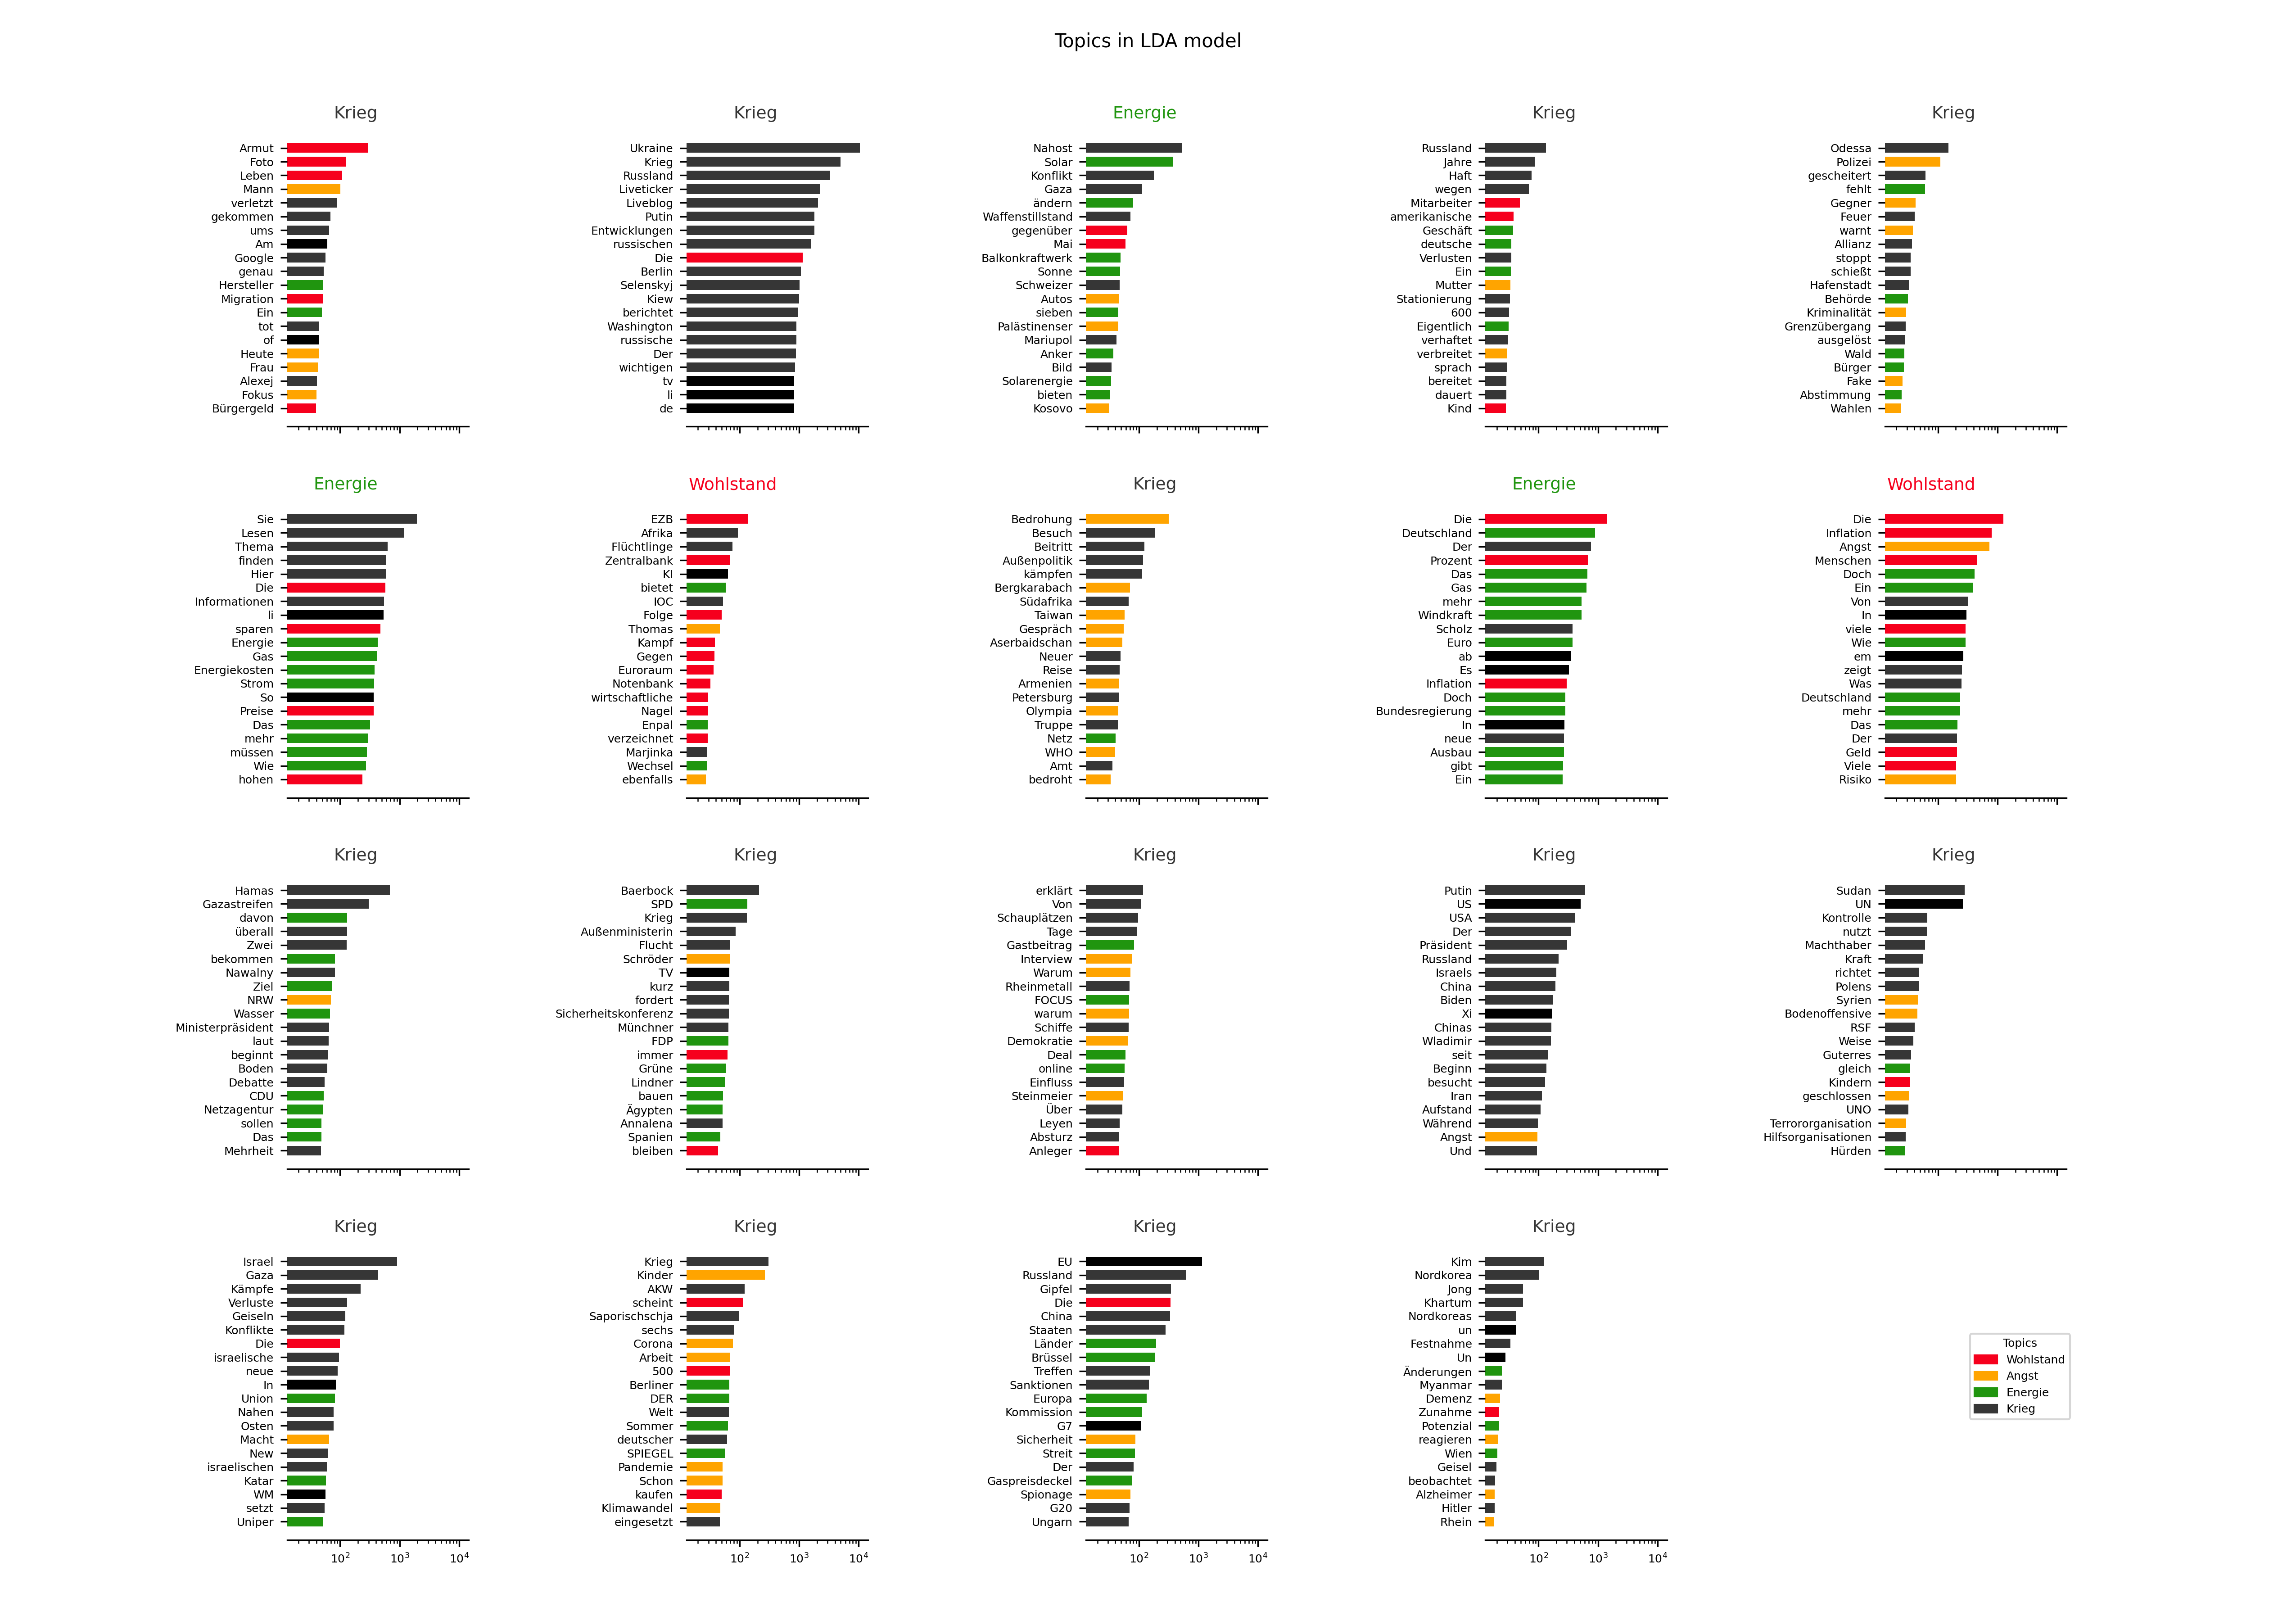 Topics in LDA model
Krieg
Armut
Foto
Leben
Mann
verletzt
gekommen
ums
Am
Google
genau
Hersteller
Migration
Ein
tot
of
Heute
Frau
Alexej
Fokus
Bürgergeld
Krieg
Ukraine
Krieg
Russland
Liveticker
Liveblog
Putin
Entwicklungen
russischen
Die
Berlin
Selenskyj
Kiew
berichtet
Washington
russische
Der
wichtigen
tv
li
de
Energie
Nahost
Solar
Konflikt
Gaza
ändern
Waffenstillstand
gegenüber
Mai
Balkonkraftwerk
Sonne
Schweizer
Autos
sieben
Palästinenser
Mariupol
Anker
Bild
Solarenergie
bieten
Kosovo
Krieg
Russland
Jahre
Haft
wegen
Mitarbeiter
amerikanische
Geschäft
deutsche
Verlusten
Ein
Mutter
Stationierung
600
Eigentlich
verhaftet
verbreitet
sprach
bereitet
dauert
Kind
Krieg
Odessa
Polizei
gescheitert
fehlt
Gegner
Feuer
warnt
Allianz
stoppt
schießt
Hafenstadt
Behörde
Kriminalität
Grenzübergang
ausgelöst
Wald
Bürger
Fake
Abstimmung
Wahlen
Energie
Sie
Lesen
Thema
finden
Hier
Die
Informationen
li
sparen
Energie
Gas
Energiekosten
Strom
So
Preise
Das
mehr
müssen
Wie
hohen
Wohlstand
EZB
Afrika
Flüchtlinge
Zentralbank
KI
bietet
IOC
Folge
Thomas
Kampf
Gegen
Euroraum
Notenbank
wirtschaftliche
Nagel
Enpal
verzeichnet
Marjinka
Wechsel
ebenfalls
Krieg
Bedrohung
Besuch
Beitritt
Außenpolitik
kämpfen
Bergkarabach
Südafrika
Taiwan
Gespräch
Aserbaidschan
Neuer
Reise
Armenien
Petersburg
Olympia
Truppe
Netz
WHO
Amt
bedroht
Energie
Die
Deutschland
Der
Prozent
Das
Gas
mehr
Windkraft
Scholz
Euro
ab
Es
Inflation
Doch
Bundesregierung
In
neue
Ausbau
gibt
Ein
Wohlstand
Die
Inflation
Angst
Menschen
Doch
Ein
Von
In
viele
Wie
em
zeigt
Was
Deutschland
mehr
Das
Der
Geld
Viele
Risiko
Krieg
Hamas
Gazastreifen
davon
überall
Zwei
bekommen
Nawalny
Ziel
NRW
Wasser
Ministerpräsident
laut
beginnt
Boden
Debatte
CDU
Netzagentur
sollen
Das
Mehrheit
Krieg
Baerbock
SPD
Krieg
Außenministerin
Flucht
Schröder
TV
kurz
fordert
Sicherheitskonferenz
Münchner
FDP
immer
Grüne
Lindner
bauen
Ägypten
Annalena
Spanien
bleiben
Krieg
erklärt
Von
Schauplätzen
Tage
Gastbeitrag
Interview
Warum
Rheinmetall
FOCUS
warum
Schiffe
Demokratie
Deal
online
Einfluss
Steinmeier
Über
Leyen
Absturz
Anleger
Krieg
Putin
US
USA
Der
Präsident
Russland
Israels
China
Biden
Xi
Chinas
Wladimir
seit
Beginn
besucht
Iran
Aufstand
Während
Angst
Und
Krieg
Sudan
UN
Kontrolle
nutzt
Machthaber
Kraft
richtet
Polens
Syrien
Bodenoffensive
RSF
Weise
Guterres
gleich
Kindern
geschlossen
UNO
Terrororganisation
Hilfsorganisationen
Hürden
Krieg
Israel
Gaza
Kämpfe
Verluste
Geiseln
Konflikte
Die
israelische
neue
In
Union
Nahen
Osten
Macht
New
israelischen
Katar
WM
setzt
Uniper
10² 10³ 10⁴
Krieg
Krieg
Kinder
AKW
scheint
Saporischschja
sechs
Corona
Arbeit
500
Berliner
DER
Welt
Sommer
deutscher
SPIEGEL
Pandemie
Schon
kaufen
Klimawandel
eingesetzt
10² 10³ 10⁴
Krieg
EU
Russland
Gipfel
Die
China
Staaten
Länder
Brüssel
Treffen
Sanktionen
Europa
Kommission
G7
Sicherheit
Streit
Der
Gaspreisdeckel
Spionage
G20
Ungarn
10² 10³ 10⁴
Krieg
Kim
Nordkorea
Jong
Khartum
Nordkoreas
un
Festnahme
Un
Änderungen
Myanmar
Demenz
Zunahme
Potenzial
reagieren
Wien
Geisel
beobachtet
Alzheimer
Hitler
Rhein
10² 10³ 10⁴
Topics
Wohlstand
Angst
Energie
Krieg